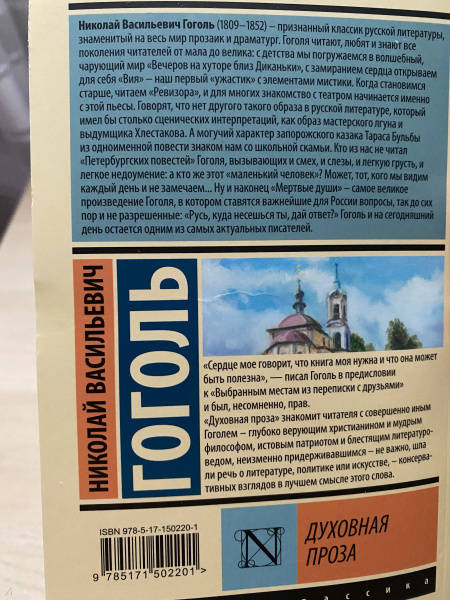 Николай Васильевич Гоголь (1809–1852) – признанный классик русской литературы,
знаменитый на весь мир прозаик и драматург. Гоголя читают, любят и знают все
поколения читателей от мала до велика: с детства мы погружаемся в волшебный,
чарующий мир «Вечеров на хуторе близ Диканьки», с замиранием сердца открываем
для себя «Вия» – наш первый «ужастик» с элементами мистики. Когда становимся
старше, читаем «Ревизора», и для многих знакомство с театром начинается именно
с этой пьесы. Говорят, что нет другого такого образа в русской литературе, который
имел бы столько сценических интерпретаций, как образ мастерского лгуна и
выдумщика Хлестакова. А могучий характер запорожского казака Тараса Бульбы
из одноименной повести знаком нам со школьной скамьи. Кто из нас не читал
«Петербургских повестей» Гоголя, вызывающих и смех, и слезы, и легкую грусть, и
легкое недоумение: а кто же этот «маленький человек»? Может, тот, кого мы видим
каждый день и не замечаем... Ну и наконец «Мертвые души» – самое великое
произведение Гоголя, в котором ставятся важнейшие для России вопросы, так до сих
пор и не разрешенные: «Русь, куда несешься ты, дай ответ?» Гоголь и на сегодняшний
день остается одним из самых актуальных писателей.
НИКОЛАЙ ВАСИЛЬЕВИЧ
ГОГОЛЬ
«Сердце мое говорит, что книга моя нужна и что она может
быть полезна», — писал Гоголь в предисловии
к «Выбранным местам из переписки с друзьями»
и был, несомненно, прав.
«Духовная проза» знакомит читателя с совершенно иным
Гоголем – глубоко верующим христианином и мудрым
философом, истовым патриотом и блестящим литературо-
ведом, неизменно придерживавшимся – не важно, шла
ли речь о литературе, политике или искусстве, – консерва-
тивных взглядов в лучшем смысле этого слова.
ISBN 978-5-17-150220-1
9 785171 502201 >
N
ДУХОВНАЯ
ПРОЗА
лассика